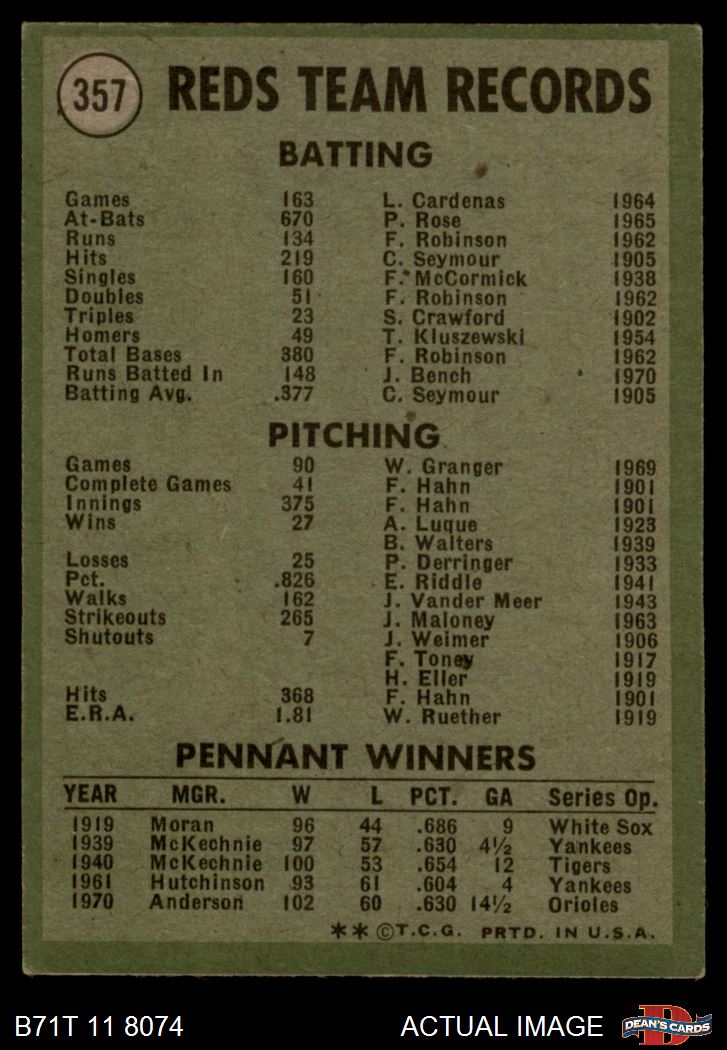 357 REDS TEAM RECORDS
BATTING
Games 163 L. Cardenas 1964
At-Bats 670 P. Rose 1965
Runs 134 F. Robinson 1962
Hits 219 C. Seymour 1905
Singles 160 F. McCormick 1938
Doubles 51 F. Robinson 1962
Triples 23 S. Crawford 1902
Homers 49 T. Kluszewski 1954
Total Bases 380 F. Robinson 1962
Runs Batted In 148 J. Bench 1970
Batting Avg. .377 C. Seymour 1905
PITCHING
Games 90 W. Granger 1969
Complete Games 41 F. Hahn 1901
Innings 375 F. Hahn 1901
Wins 27 A. Luque 1923
B. Walters 1939
Losses 25 P. Derringer 1933
Pct. .826 E. Riddle 1941
Walks 162 J. Vander Meer 1943
Strikeouts 265 J. Maloney 1963
Shutouts 7 J. Weimer 1906
F. Toney 1917
H. Eller 1919
Hits 368 F. Hahn 1901
E.R.A. 1.81 W. Ruether 1919
PENNANT WINNERS
YEAR MGR. W L PCT. GA Series Op.
1919 Moran 96 44 .686 9 White Sox
1939 McKechnie 97 57 .630 4½ Yankees
1940 McKechnie 100 53 .654 12 Tigers
1961 Hutchinson 93 61 .604 4 Yankees
1970 Anderson 102 60 .630 14½ Orioles
** ©T.C.G. PRTD. IN U.S.A.
B71T 11 8074 ACTUAL IMAGE DEAN'S CARDS